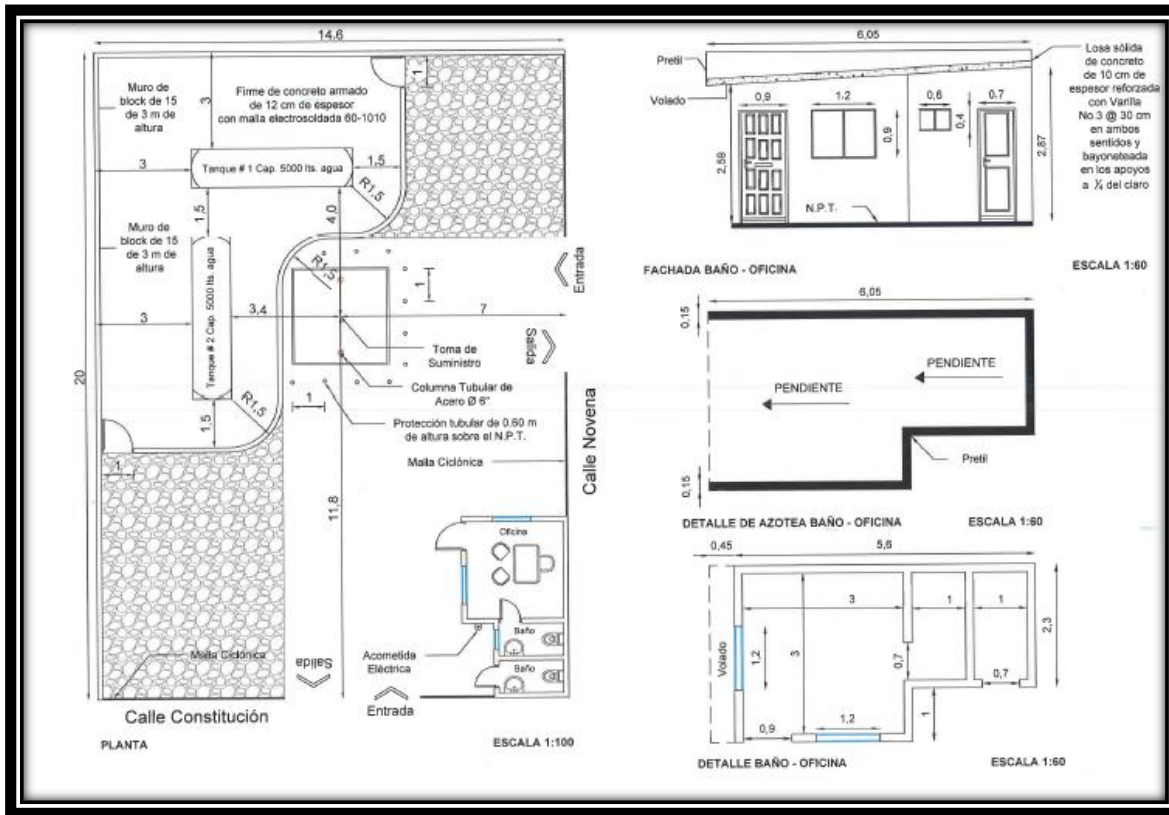 14.6
Muro de
block de 15
de 3 m de
altura
3
Firme de concreto armado
de 12 cm de espesor
con malla electrosoldada 60-1010
1
3
Tanque # 1 Cap. 5000 lts. agua
1,5
R1,5
4.0
1,5
Muro de
block de 15
de 3 m de
altura
R1,5
Entrada
1
3
Tanque # 2 Cap. 5000 lts. agua
3,4
7
Salida
Toma de
Suministro
20
Columna Tubular de
Acero Ø 6"
R1,5
1,5
1
Protección tubular de 0.60 m
de altura sobre el N.P.T.
Malla Ciclónica
Calle Novena
1
11,8
Oficina
Baño
Baño
Acometida
Eléctrica
Malla Ciclónica
Salida
Entrada
Calle Constitución
PLANTA
ESCALA 1:100
6,05
Pretil
Volado
0,9
1,2
0,6
0,7
0,9
0,4
2,59
2,87
N.P.T.
Losa sólida
de concreto
de 10 cm de
espesor reforzada
con Varilla
No.3 @ 30 cm
en ambos
sentidos y
bayoneteada
en los apoyos
a ¼ del claro
FACHADA BAÑO - OFICINA
ESCALA 1:60
6,05
0,15
PENDIENTE
PENDIENTE
Pretil
0,15
DETALLE DE AZOTEA BAÑO - OFICINA
ESCALA 1:60
0,45
5,6
3
1
1
Volado
1,2
3
0,7
2,3
0,7
1,2
1
0,9
DETALLE BAÑO - OFICINA
ESCALA 1:60